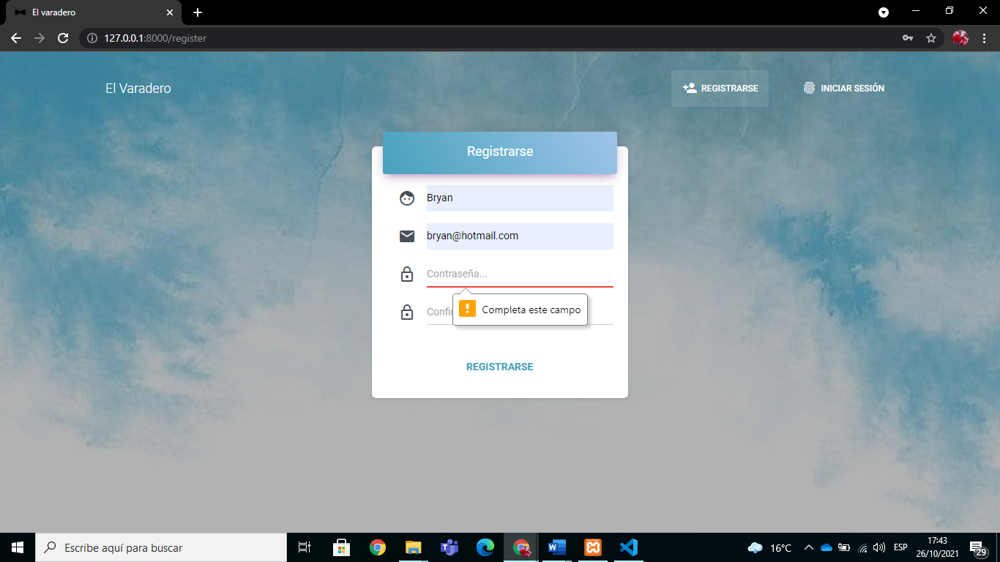 El varadero
127.0.0.1:8000/register
El Varadero
REGISTRARSE
INICIAR SESIÓN
Registrarse
Bryan
bryan@hotmail.com
Contraseña...
Completa este campo
REGISTRARSE
Escribe aquí para buscar
16°C
ESP
17:43
26/10/2021
29